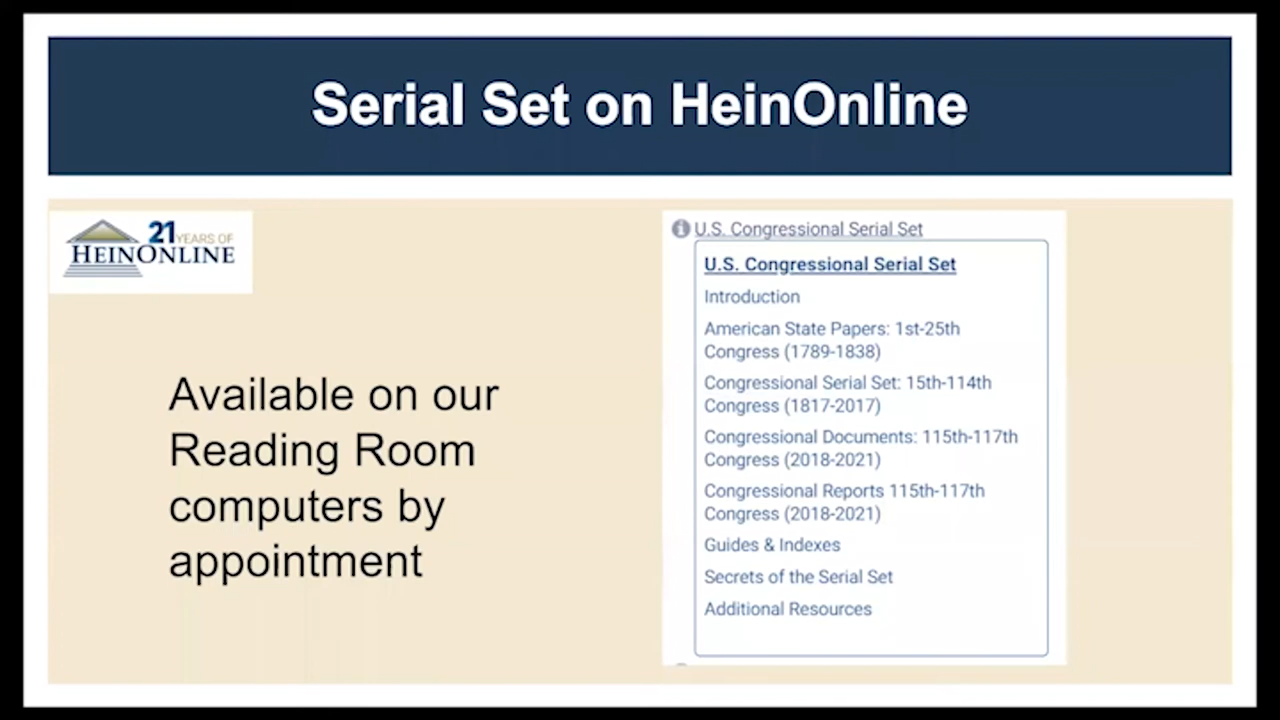 Serial Set on HeinOnline
21 YEARS OF
HEINONLINE
Available on our
Reading Room
computers by
appointment
U.S. Congressional Serial Set
U.S. Congressional Serial Set
Introduction
American State Papers: 1st-25th
Congress (1789-1838)
Congressional Serial Set: 15th-114th
Congress (1817-2017)
Congressional Documents: 115th-117th
Congress (2018-2021)
Congressional Reports 115th-117th
Congress (2018-2021)
Guides & Indexes
Secrets of the Serial Set
Additional Resources